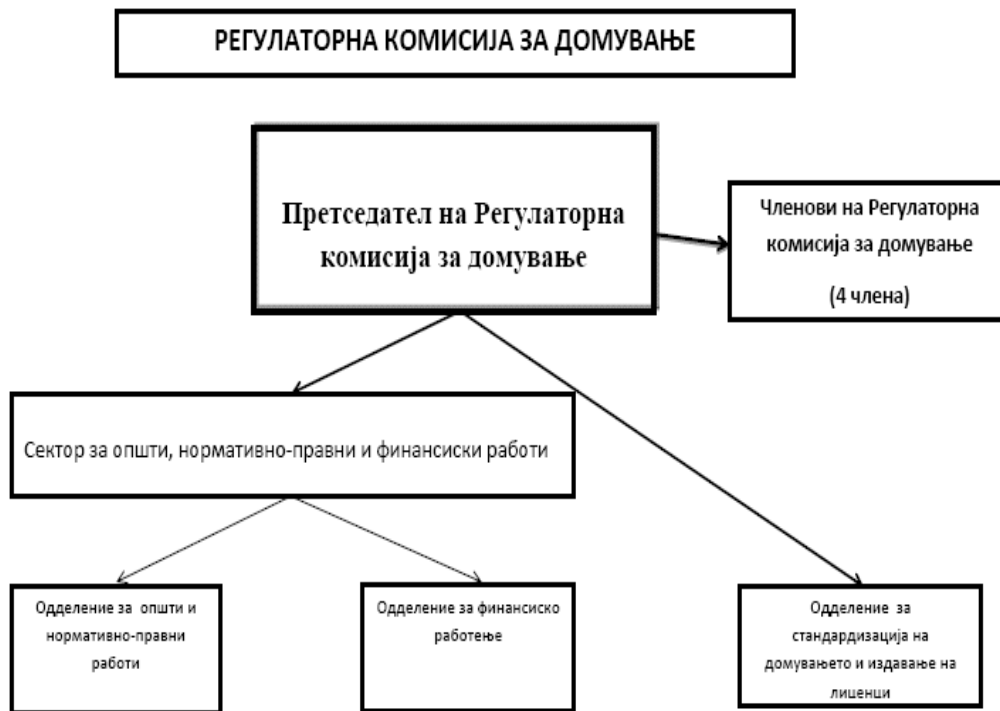 РЕГУЛАТОРНА КОМИСИЈА ЗА ДОМУВАЊЕ
Претседател на Регулаторна
комисија за домување
Членови на Регулаторна
комисија за домување
(4 члена)
Сектор за општи, нормативно-правни и финансиски работи
Одделение за општи и
нормативно-правни
работи
Одделение за финансиско
работење
Одделение за
стандардизација на
домувањето и издавање на
лиценци